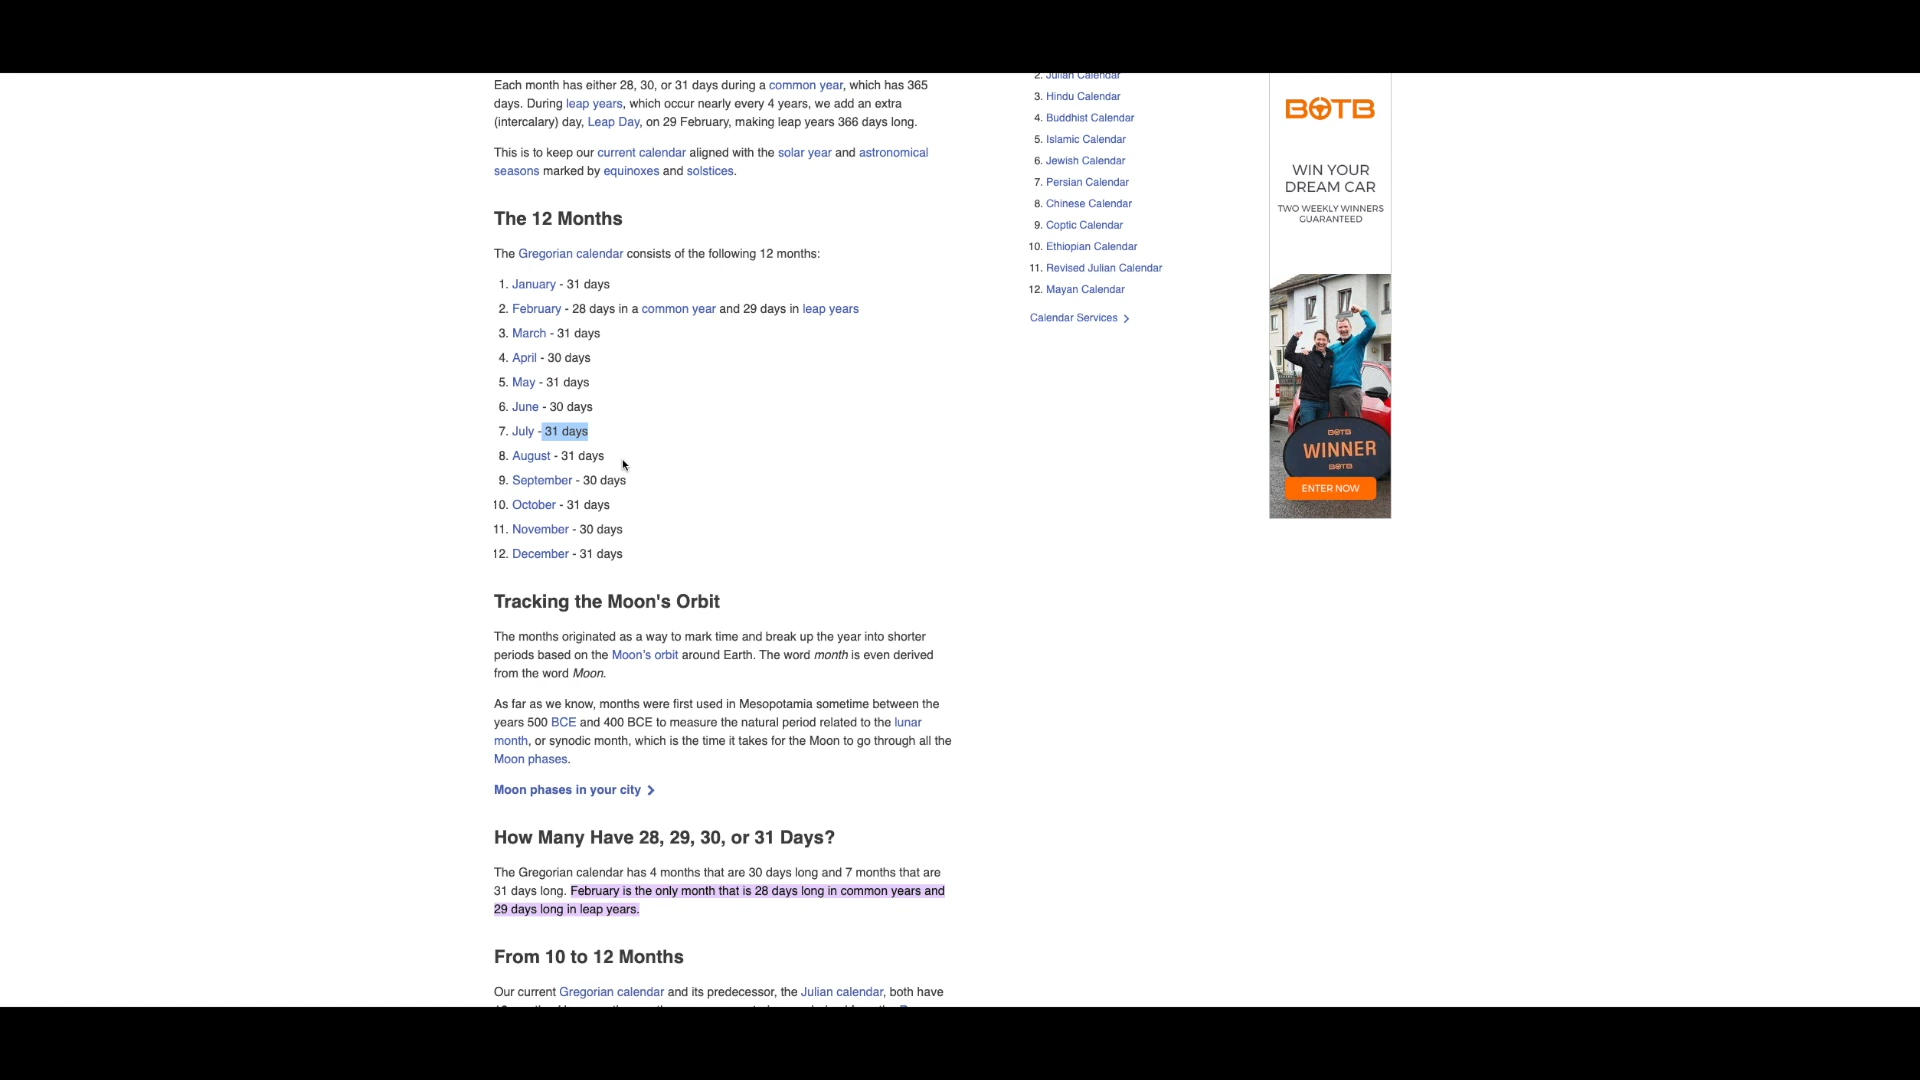 Each month has either 28, 30, or 31 days during a common year, which has 365
days. During leap years, which occur nearly every 4 years, we add an extra
(intercalary) day, Leap Day, on 29 February, making leap years 366 days long.
This is to keep our current calendar aligned with the solar year and astronomical
seasons marked by equinoxes and solstices.
The 12 Months
The Gregorian calendar consists of the following 12 months:
1. January - 31 days
2. February - 28 days in a common year and 29 days in leap years
3. March - 31 days
4. April - 30 days
5. May - 31 days
6. June - 30 days
7. July - 31 days
8. August - 31 days
9. September - 30 days
10. October - 31 days
11. November - 30 days
12. December - 31 days
Tracking the Moon's Orbit
The months originated as a way to mark time and break up the year into shorter
periods based on the Moon's orbit around Earth. The word month is even derived
from the word Moon.
As far as we know, months were first used in Mesopotamia sometime between the
years 500 BCE and 400 BCE to measure the natural period related to the lunar
month, or synodic month, which is the time it takes for the Moon to go through all the
Moon phases.
Moon phases in your city
How Many Have 28, 29, 30, or 31 Days?
The Gregorian calendar has 4 months that are 30 days long and 7 months that are
31 days long. February is the only month that is 28 days long in common years and
29 days long in leap years.
From 10 to 12 Months
Our current Gregorian calendar and its predecessor, the Julian calendar, both have
2. Julian Calendar
3. Hindu Calendar
4. Buddhist Calendar
5. Islamic Calendar
6. Jewish Calendar
7. Persian Calendar
8. Chinese Calendar
9. Coptic Calendar
10. Ethiopian Calendar
11. Revised Julian Calendar
12. Mayan Calendar
Calendar Services
BOTB
WIN YOUR
DREAM CAR
TWO WEEKLY WINNERS
GUARANTEED
BOTB
WINNER
BOTB
ENTER NOW